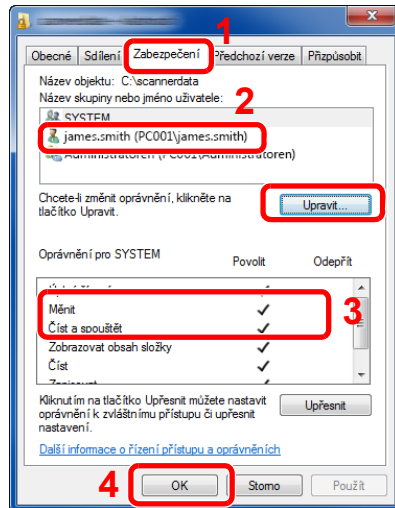 1
Obecné Sdílení Zabezpečení Předchozí verze Přizpůsobit
Název objektu: C:\scannerdata
Název skupiny nebo jméno uživatele:
2
SYSTEM
james.smith (PC001\james.smith)
Administratoren (PC001\Administratoren)
Chcete-li změnit oprávnění, klikněte na
tlačítko Upravit.
Upravit...
Oprávnění pro SYSTEM
Povolit
Odepřít
Měnit
3
Číst a spouštět
Zobrazovat obsah složky
Číst
Kliknutím na tlačítko Upřesnit můžete nastavit
oprávnění k zvláštnímu přístupu či upřesnit
nastavení.
Upřesnit
Další informace o řízení přístupu a oprávněních
4
OK
Storno
Použít